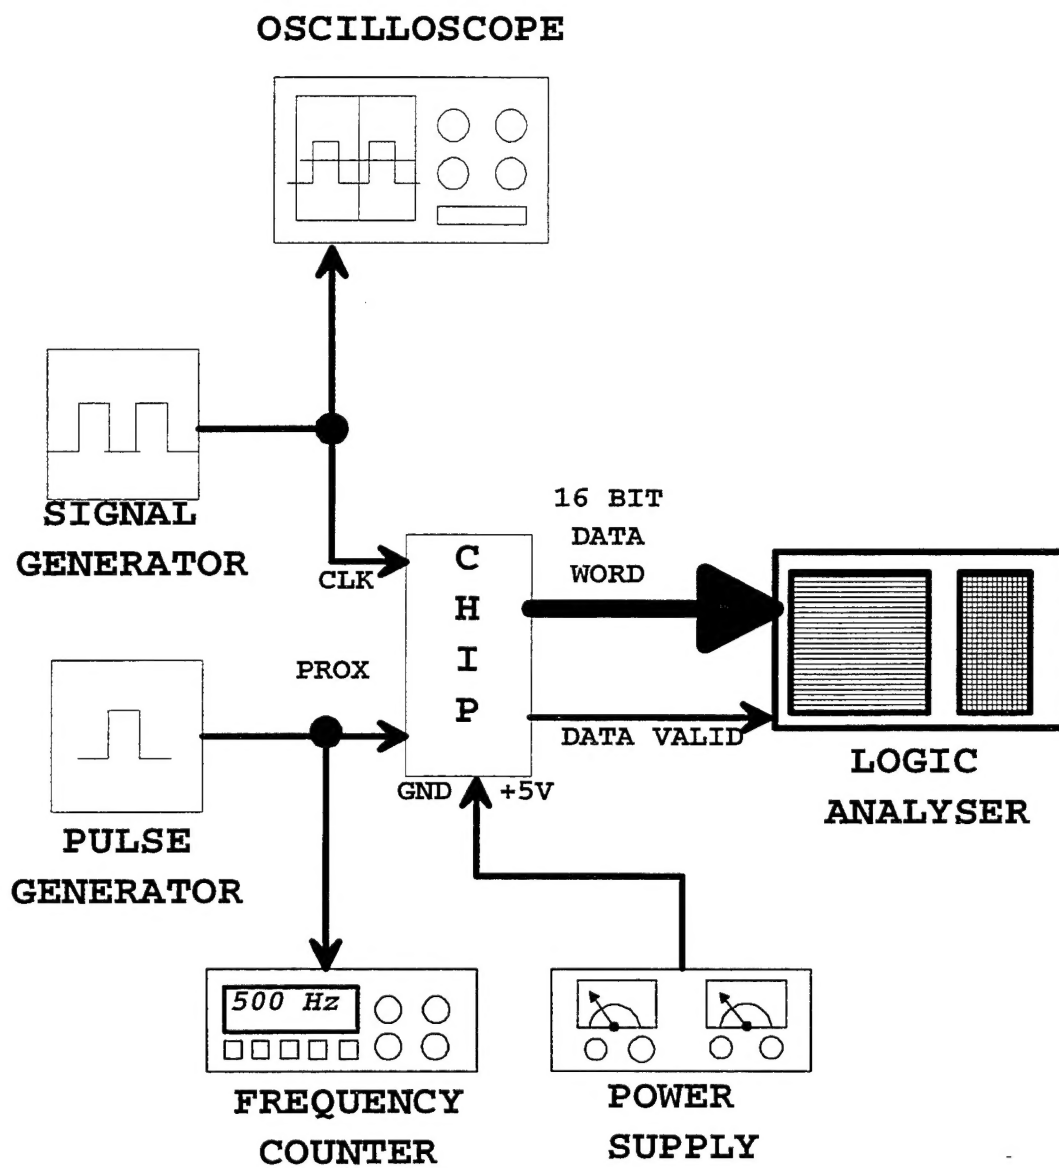 OSCILLOSCOPE
SIGNAL
GENERATOR
CLK
16 BIT
DATA
WORD
C
H
I
P
PROX
DATA VALID
GND +5V
LOGIC
ANALYSER
PULSE
GENERATOR
500 Hz
FREQUENCY
COUNTER
POWER
SUPPLY